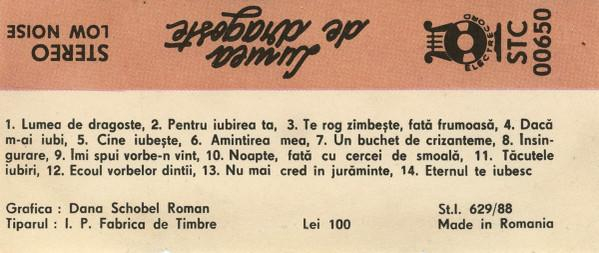 STEREO
LOW NOISE
Lumea
de dragoste
ELECTRECORD
STC
00650
1. Lumea de dragoste, 2. Pentru iubirea ta, 3. Te rog zîmbește, fată frumoasă, 4. Dacă
m-ai iubi, 5. Cine iubește, 6. Amintirea mea, 7. Un buchet de crizanteme, 8. Însin-
gurare, 9. Îmi spui vorbe-n vînt, 10. Noapte, fată cu cercei de smoală, 11. Tăcutele
iubiri, 12. Ecoul vorbelor dintîi, 13. Nu mai cred în jurăminte, 14. Eternul te iubesc
Grafica : Dana Schobel Roman
Tiparul : I. P. Fabrica de Timbre
Lei 100
St.I. 629/88
Made in Romania